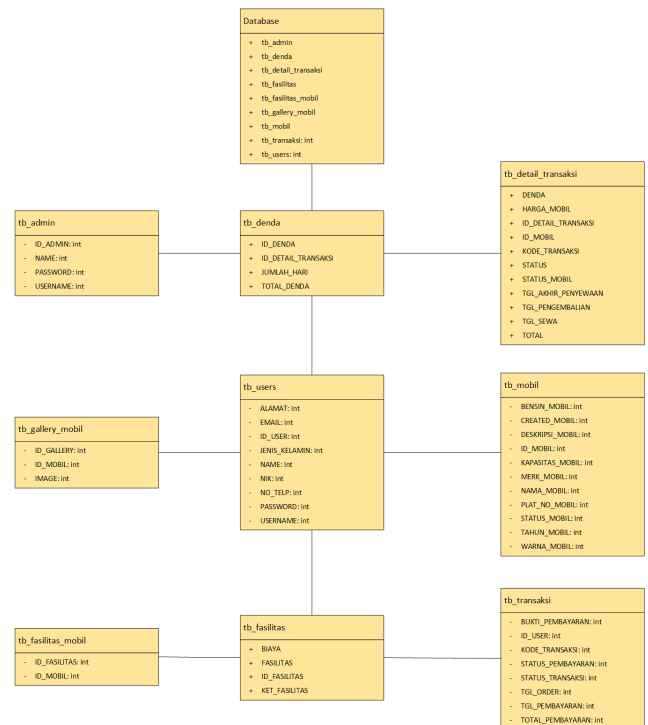 Database
+ tb_admin
+ tb_denda
+ tb_detail_transaksi
+ tb_fasilitas
+ tb_fasilitas_mobil
+ tb_gallery_mobil
+ tb_mobil
+ tb_transaksi: int
+ tb_users: int
tb_admin
- ID_ADMIN: int
- NAME: int
- PASSWORD: int
- USERNAME: int
tb_denda
+ ID_DENDA
+ ID_DETAIL_TRANSAKSI
+ JUMLAH_HARI
+ TOTAL_DENDA
tb_detail_transaksi
+ DENDA
+ HARGA_MOBIL
+ ID_DETAIL_TRANSAKSI
+ ID_MOBIL
+ KODE_TRANSAKSI
+ STATUS
+ STATUS_MOBIL
+ TGL_AKHIR_PENYEWAAN
+ TGL_PENGEMBALIAN
+ TGL_SEWA
+ TOTAL
tb_gallery_mobil
- ID_GALLERY: int
- ID_MOBIL: int
- IMAGE: int
tb_users
- ALAMAT: int
- EMAIL: int
- ID_USER: int
- JENIS_KELAMIN: int
- NAME: int
- NIK: int
- NO_TELP: int
- PASSWORD: int
- USERNAME: int
tb_mobil
- BENSIN_MOBIL: int
- CREATED_MOBIL: int
- DESKRIPSI_MOBIL: int
- ID_MOBIL: int
- KAPASITAS_MOBIL: int
- MERK_MOBIL: int
- NAMA_MOBIL: int
- PLAT_NO_MOBIL: int
- STATUS_MOBIL: int
- TAHUN_MOBIL: int
- WARNA_MOBIL: int
tb_fasilitas_mobil
- ID_FASILITAS: int
- ID_MOBIL: int
tb_fasilitas
+ BIAYA
+ FASILITAS
+ ID_FASILITAS
+ KET_FASILITAS
tb_transaksi
- BUKTI_PEMBAYARAN: int
- ID_USER: int
- KODE_TRANSAKSI: int
- STATUS_PEMBAYARAN: int
- STATUS_TRANSAKSI: int
- TGL_ORDER: int
- TGL_PEMBAYARAN: int
- TOTAL_PEMBAYARAN: int